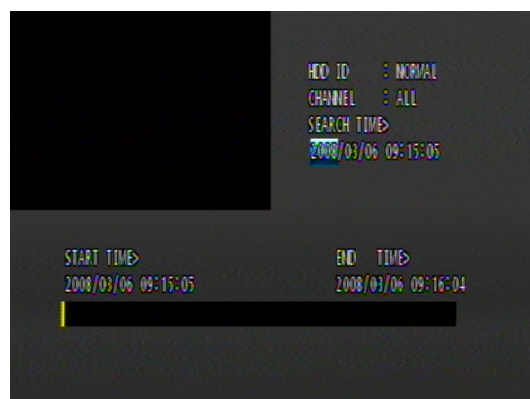 HDD ID : NORMAL
CHANNEL : ALL
SEARCH TIME>
2008/03/06 09:15:05
START TIME>
2008/03/06 09:15:05
END TIME>
2008/03/06 09:16:04